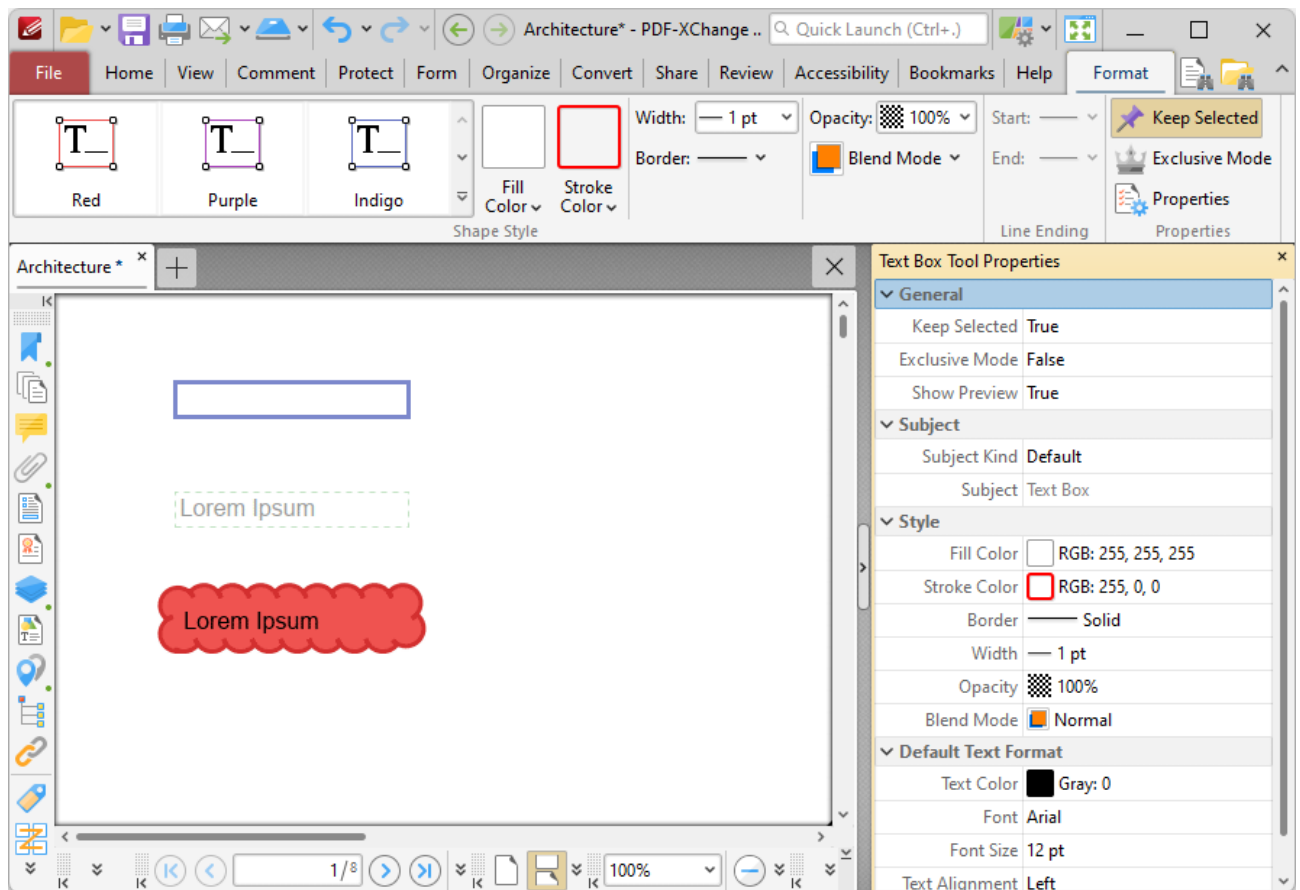 Architecture* - PDF-XChange ..
Quick Launch (Ctrl+.)
File Home View Comment Protect Form Organize Convert Share Review Accessibility Bookmarks Help Format
T_ T_ T_
Red Purple Indigo
Fill Color
Stroke Color
Width: 1 pt
Border:
Shape Style
Opacity: 100%
Blend Mode
Start:
End:
Line Ending
Keep Selected
Exclusive Mode
Properties
Properties
Architecture *
Lorem Ipsum
Lorem Ipsum
1/8
100%
Text Box Tool Properties
General
Keep Selected True
Exclusive Mode False
Show Preview True
Subject
Subject Kind Default
Subject Text Box
Style
Fill Color RGB: 255, 255, 255
Stroke Color RGB: 255, 0, 0
Border Solid
Width 1 pt
Opacity 100%
Blend Mode Normal
Default Text Format
Text Color Gray: 0
Font Arial
Font Size 12 pt
Text Alignment Left